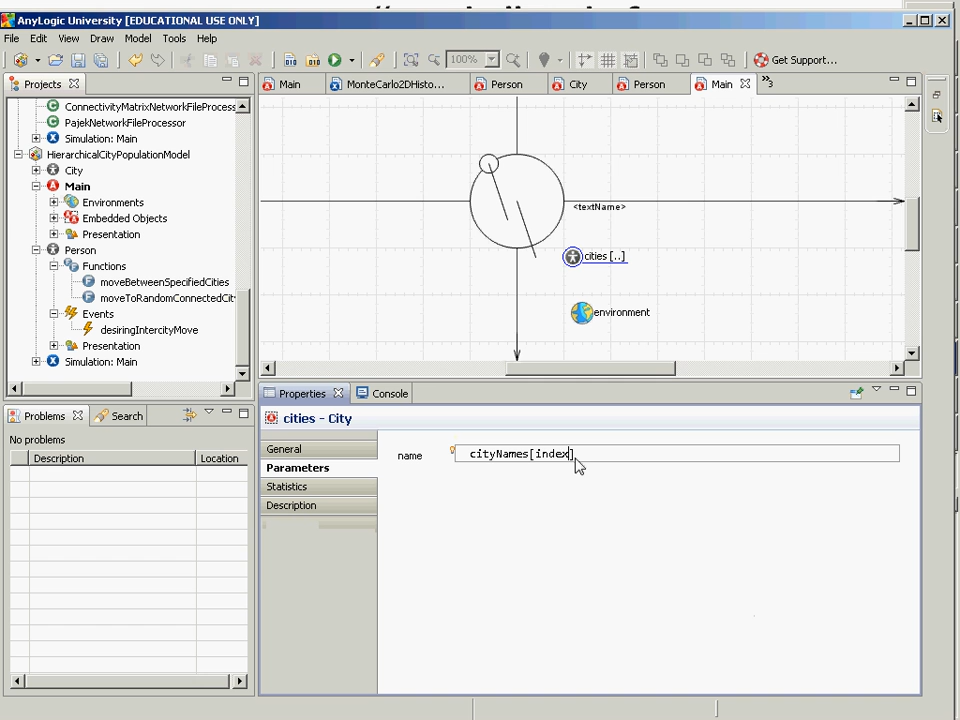 AnyLogic University [EDUCATIONAL USE ONLY]
File Edit View Draw Model Tools Help
100%
Get Support...
Projects
Main
MonteCarlo2DHisto...
Person
City
Person
Main
3
ConnectivityMatrixNetworkFileProcess
PajekNetworkFileProcessor
Simulation: Main
HierarchicalCityPopulationModel
City
Main
Environments
Embedded Objects
Presentation
Person
Functions
moveBetweenSpecifiedCities
moveToRandomConnectedCit
Events
desiringIntercityMove
Presentation
Simulation: Main
<textName>
cities [..]
environment
Problems
Search
No problems
Description
Location
Properties
Console
cities - City
General
Parameters
Statistics
Description
name
cityNames[index]